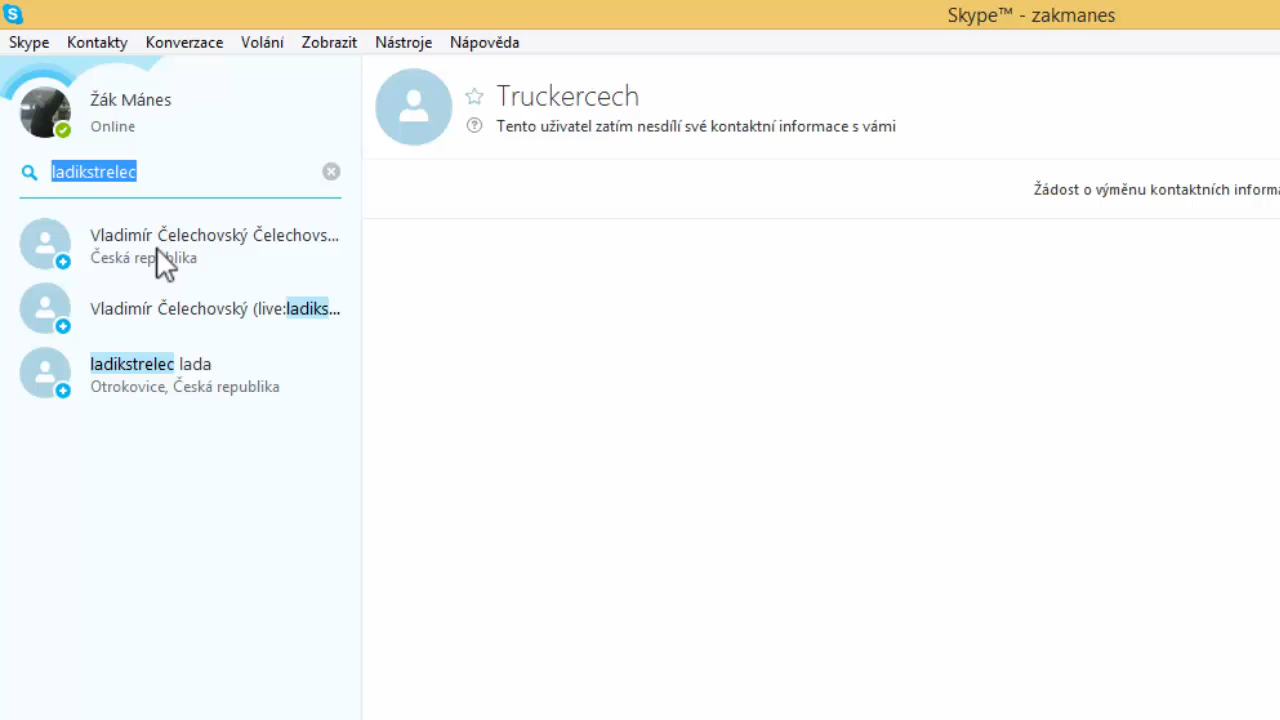 Skype™ - zakmanes
Skype Kontakty Konverzace Volání Zobrazit Nástroje Nápověda
Žák Mánes
Online
ladikstrelec
Vladimír Čelechovský Čelechovs...
Česká republika
Vladimír Čelechovský (live:ladiks...
ladikstrelec lada
Otrokovice, Česká republika
Truckercech
Tento uživatel zatím nesdílí své kontaktní informace s vámi
Žádost o výměnu kontaktních informa